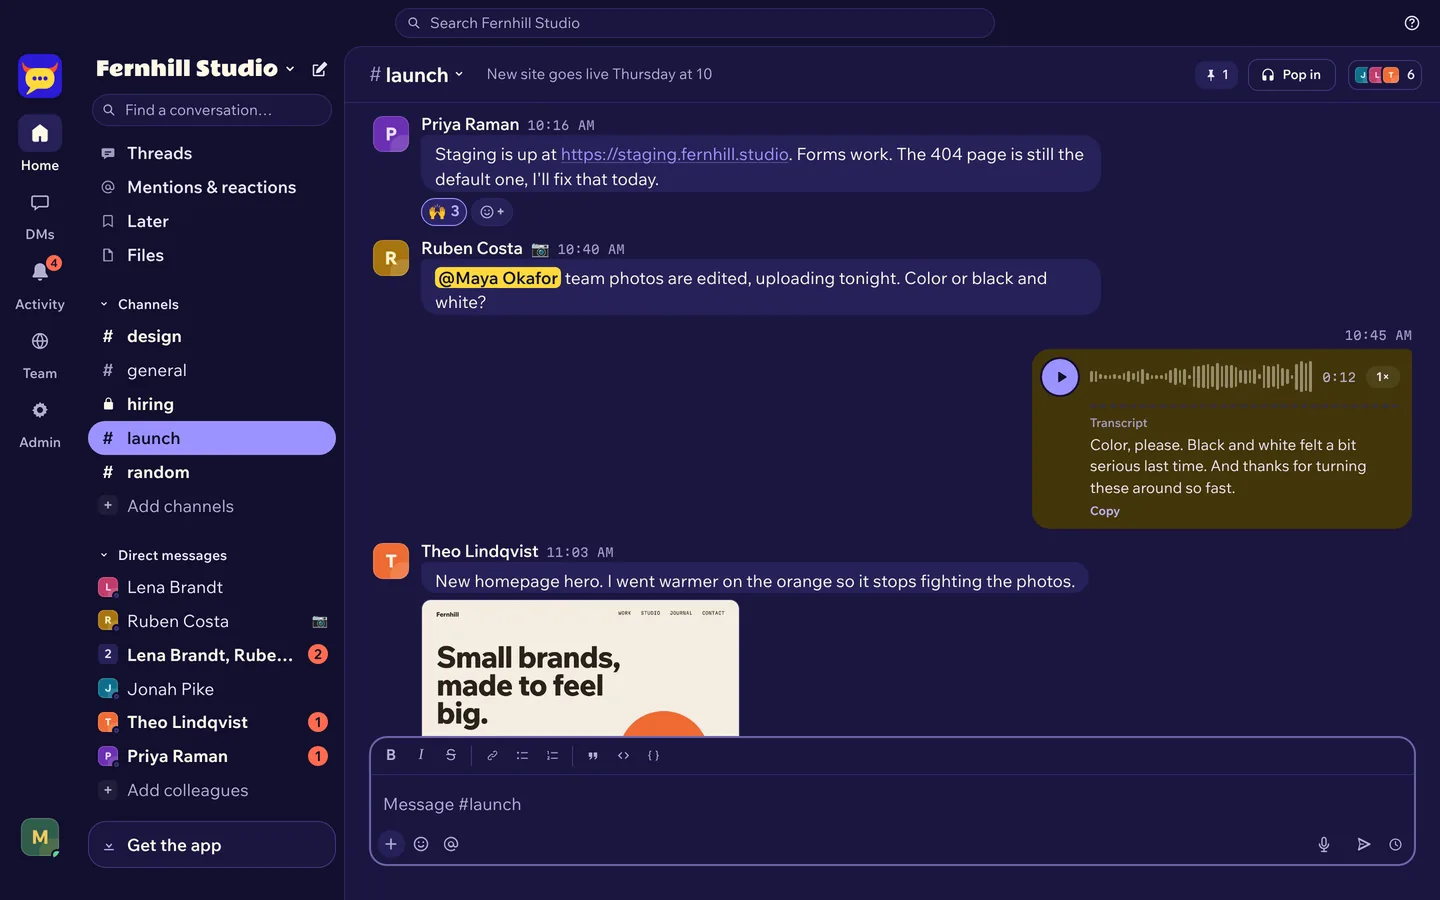 Search Fernhill Studio
Home
DMs
4
Activity
Team
Admin
M
Fernhill Studio
Find a conversation…
Threads
Mentions & reactions
Later
Files
Channels
# design
# general
hiring
# launch
# random
+ Add channels
Direct messages
L Lena Brandt
R Ruben Costa
2 Lena Brandt, Rube… 2
J Jonah Pike
T Theo Lindqvist 1
P Priya Raman 1
+ Add colleagues
Get the app
# launch New site goes live Thursday at 10
1 Pop in J L T 6
P Priya Raman 10:16 AM
Staging is up at https://staging.fernhill.studio. Forms work. The 404 page is still the
default one, I'll fix that today.
3
R Ruben Costa 10:40 AM
@Maya Okafor team photos are edited, uploading tonight. Color or black and
white?
10:45 AM
0:12 1×
Transcript
Color, please. Black and white felt a bit
serious last time. And thanks for turning
these around so fast.
Copy
T Theo Lindqvist 11:03 AM
New homepage hero. I went warmer on the orange so it stops fighting the photos.
Fernhill WORK STUDIO JOURNAL CONTACT
Small brands,
made to feel
big.
B I S
Message #launch